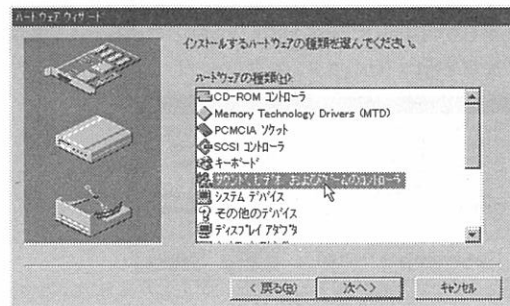 ハードウェア ウィザード
インストールするハードウェアの種類を選んでください。
ハードウェアの種類(H):
CD-ROM コントローラ
Memory Technology Drivers (MTD)
PCMCIA ソケット
SCSI コントローラ
キーボード
サウンド、ビデオ、およびゲームのコントローラ
システム デバイス
その他のデバイス
ディスプレイ アダプタ
< 戻る(B)
次へ >
キャンセル